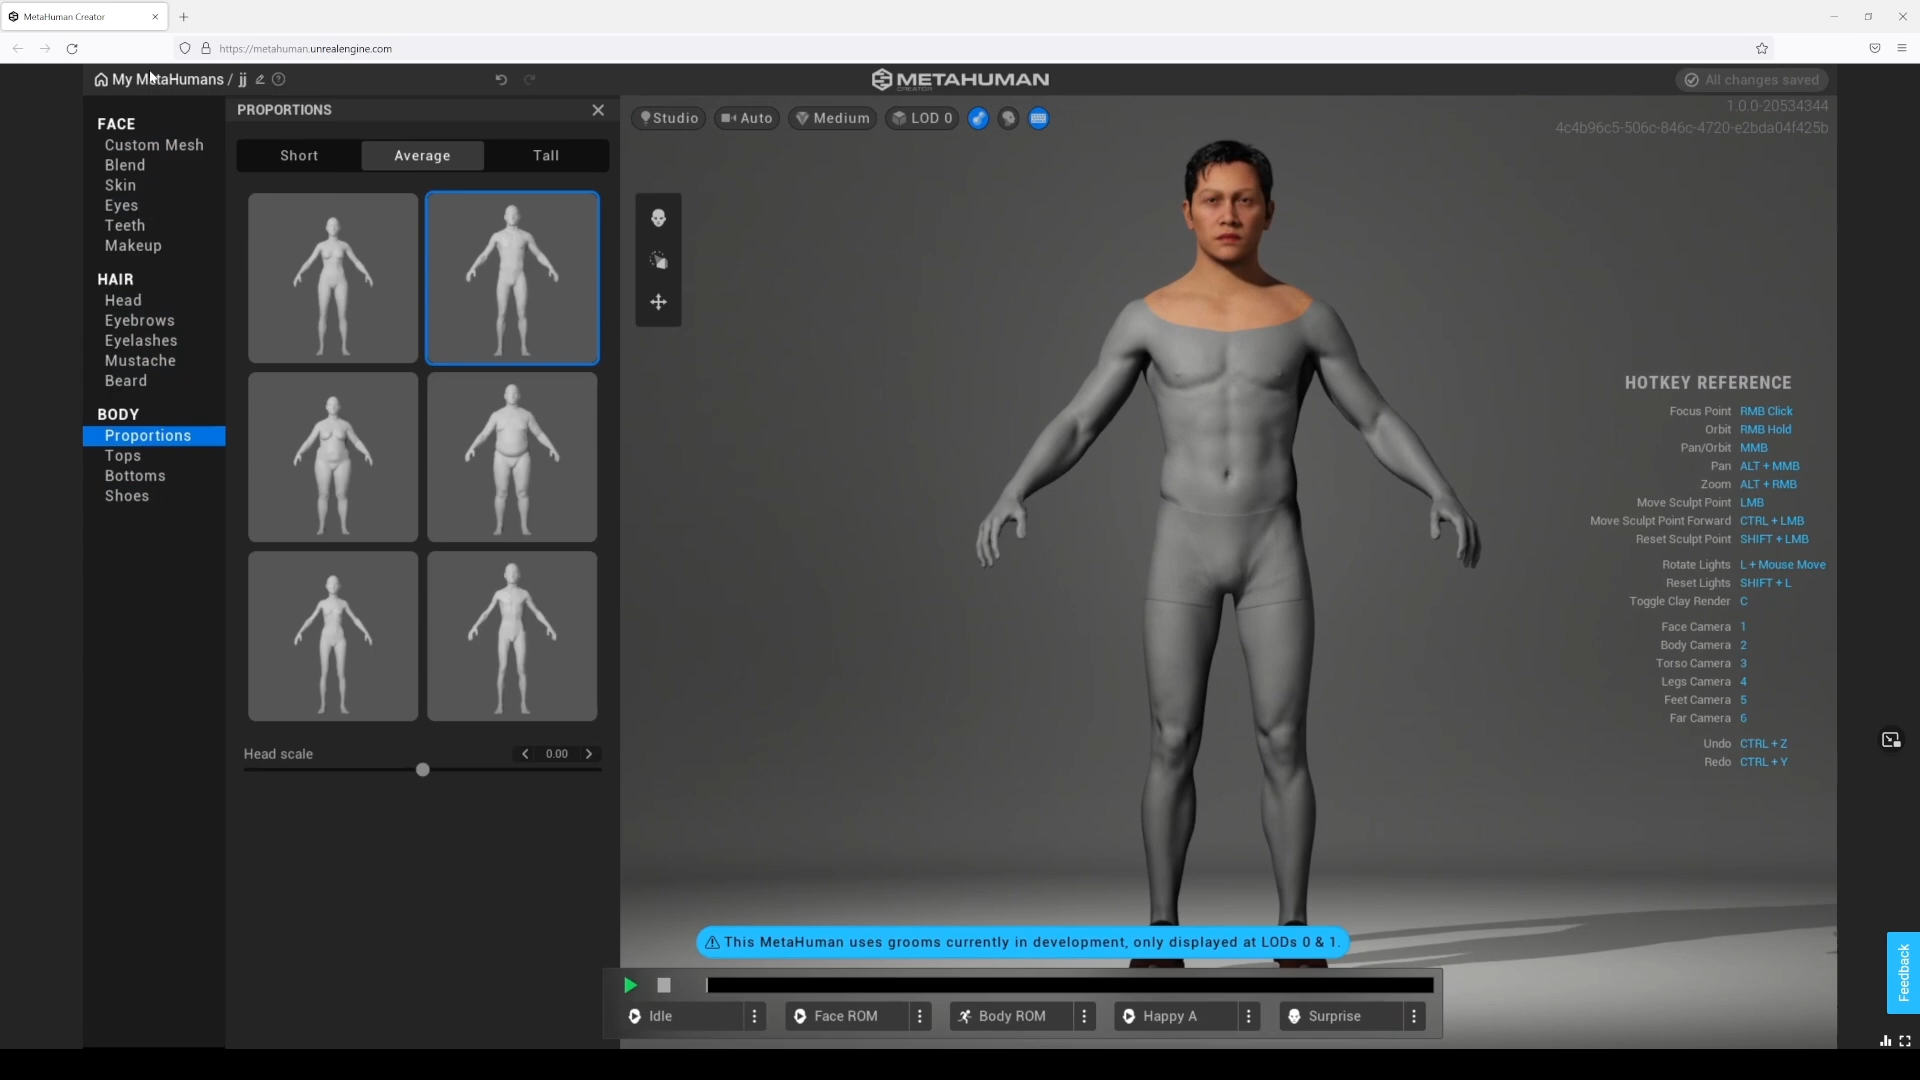 MetaHuman Creator
https://metahuman.unrealengine.com
My MetaHumans / jj
METAHUMAN
CREATOR
All changes saved
1.0.0-20534344
4c4b96c5-506c-846c-4720-e2bda04f425b
FACE
Custom Mesh
Blend
Skin
Eyes
Teeth
Makeup
HAIR
Head
Eyebrows
Eyelashes
Mustache
Beard
BODY
Proportions
Tops
Bottoms
Shoes
PROPORTIONS
Short Average Tall
Head scale 0.00
Studio Auto Medium LOD 0
HOTKEY REFERENCE
Focus Point RMB Click
Orbit RMB Hold
Pan/Orbit MMB
Pan ALT + MMB
Zoom ALT + RMB
Move Sculpt Point LMB
Move Sculpt Point Forward CTRL + LMB
Reset Sculpt Point SHIFT + LMB
Rotate Lights L + Mouse Move
Reset Lights SHIFT + L
Toggle Clay Render C
Face Camera 1
Body Camera 2
Torso Camera 3
Legs Camera 4
Feet Camera 5
Far Camera 6
Undo CTRL + Z
Redo CTRL + Y
This MetaHuman uses grooms currently in development, only displayed at LODs 0 & 1.
Idle Face ROM Body ROM Happy A Surprise
Feedback